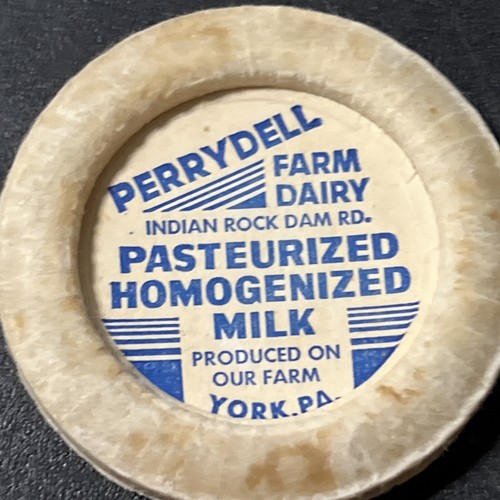 PERRYDELL
FARM
DAIRY
INDIAN ROCK DAM RD.
PASTEURIZED
HOMOGENIZED
MILK
PRODUCED ON
OUR FARM
YORK, PA.